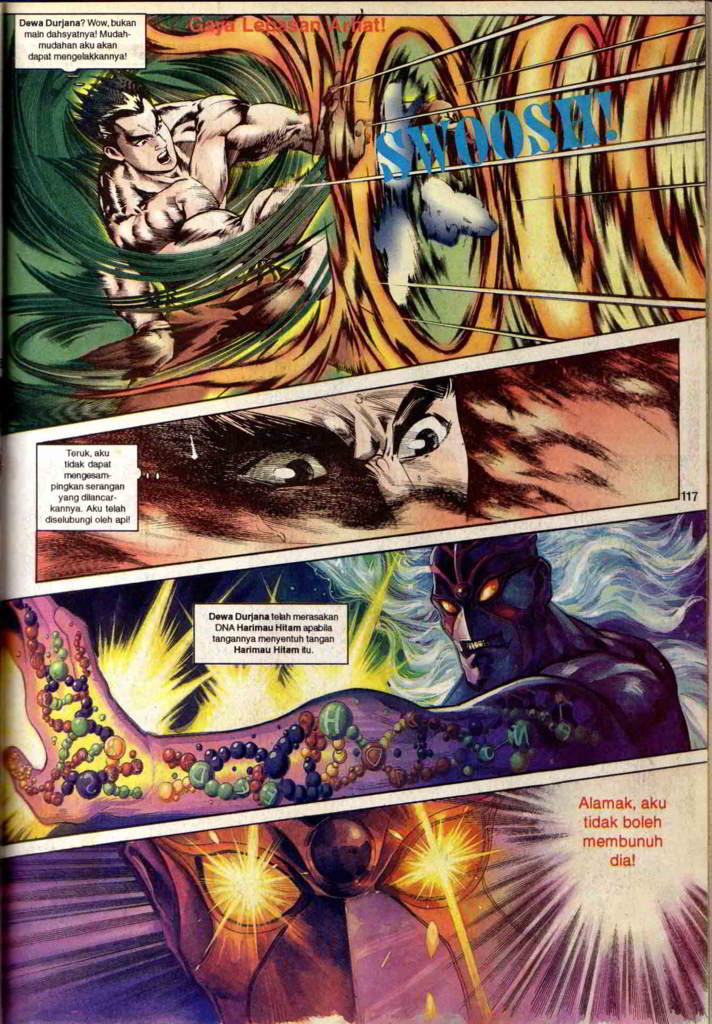 Dewa Durjana? Wow, bukan
main dahsyatnya! Mudah-
mudahan aku akan
dapat mengelakkannya!
Gaya Lebasan Arhat!
SWOOSH!
Teruk, aku
tidak dapat
mengesam-
pingkan serangan
yang dilancar-
kannya. Aku telah
diselubungi oleh api!
117
Dewa Durjana telah merasakan
DNA Harimau Hitam apabila
tangannya menyentuh tangan
Harimau Hitam itu.
Alamak, aku
tidak boleh
membunuh
dia!